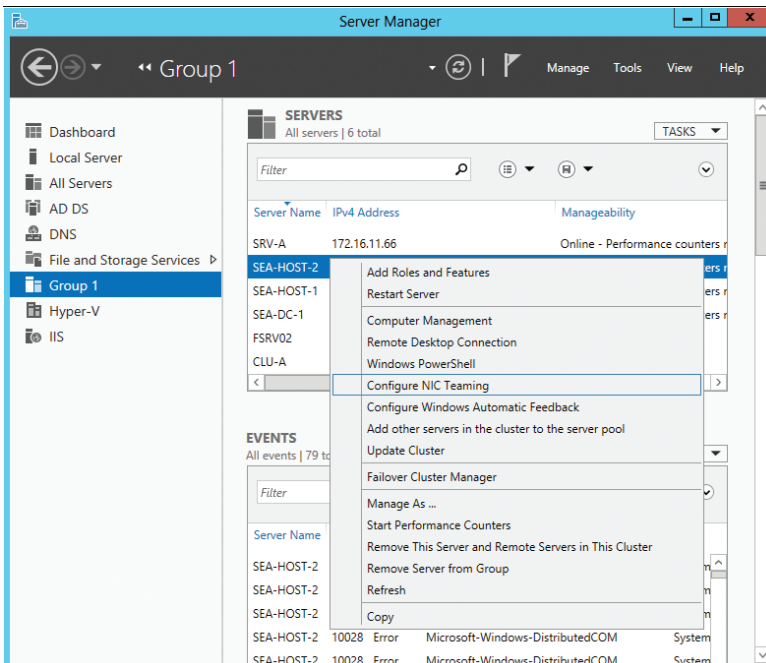 Server Manager
Group 1
Manage Tools View Help
Dashboard
Local Server
All Servers
AD DS
DNS
File and Storage Services
Group 1
Hyper-V
IIS
SERVERS
All servers | 6 total
TASKS
Filter
Server Name IPv4 Address Manageability
SRV-A 172.16.11.66 Online - Performance counters r
SEA-HOST-2 ers r
SEA-HOST-1 ers r
SEA-DC-1 ers r
FSRV02
CLU-A
Add Roles and Features
Restart Server
Computer Management
Remote Desktop Connection
Windows PowerShell
Configure NIC Teaming
Configure Windows Automatic Feedback
Add other servers in the cluster to the server pool
Update Cluster
Failover Cluster Manager
Manage As ...
Start Performance Counters
Remove This Server and Remote Servers in This Cluster
Remove Server from Group
Refresh
Copy
EVENTS
All events | 79 to
Filter
Server Name
SEA-HOST-2 m
SEA-HOST-2 m
SEA-HOST-2 m
SEA-HOST-2 10028 Error Microsoft-Windows-DistributedCOM System
SEA-HOST-2 10028 Error Microsoft-Windows-DistributedCOM System